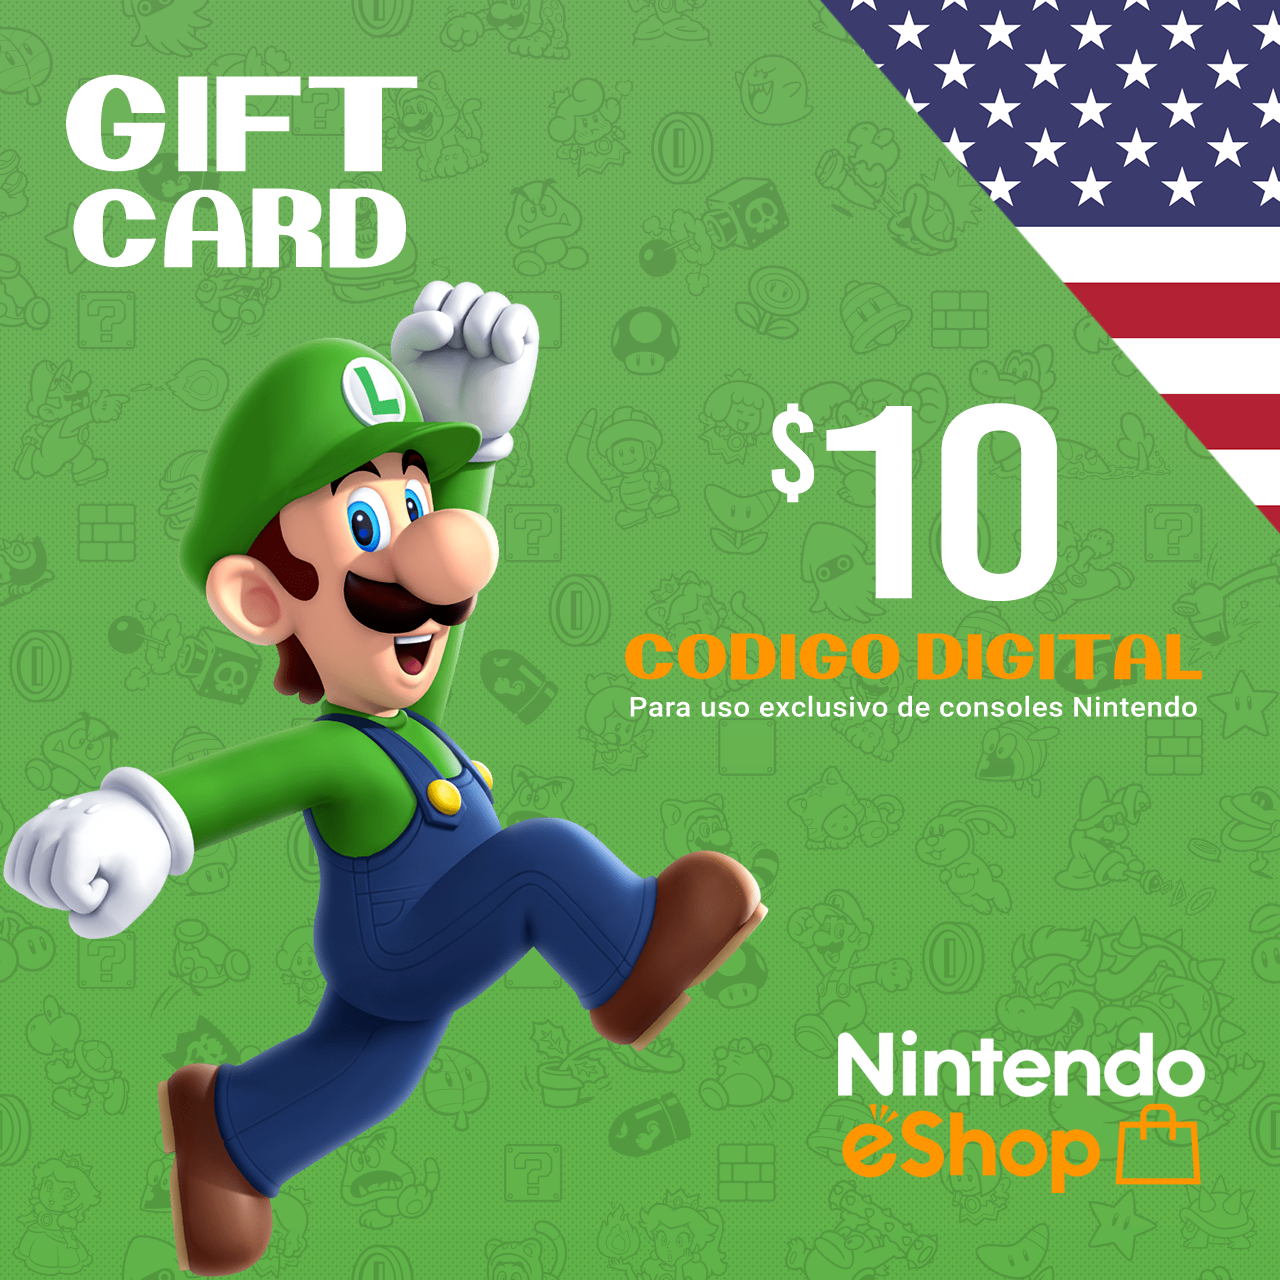 GIFT
CARD
L
$10
CODIGO DIGITAL
Para uso exclusivo de consoles Nintendo
Nintendo
eShop